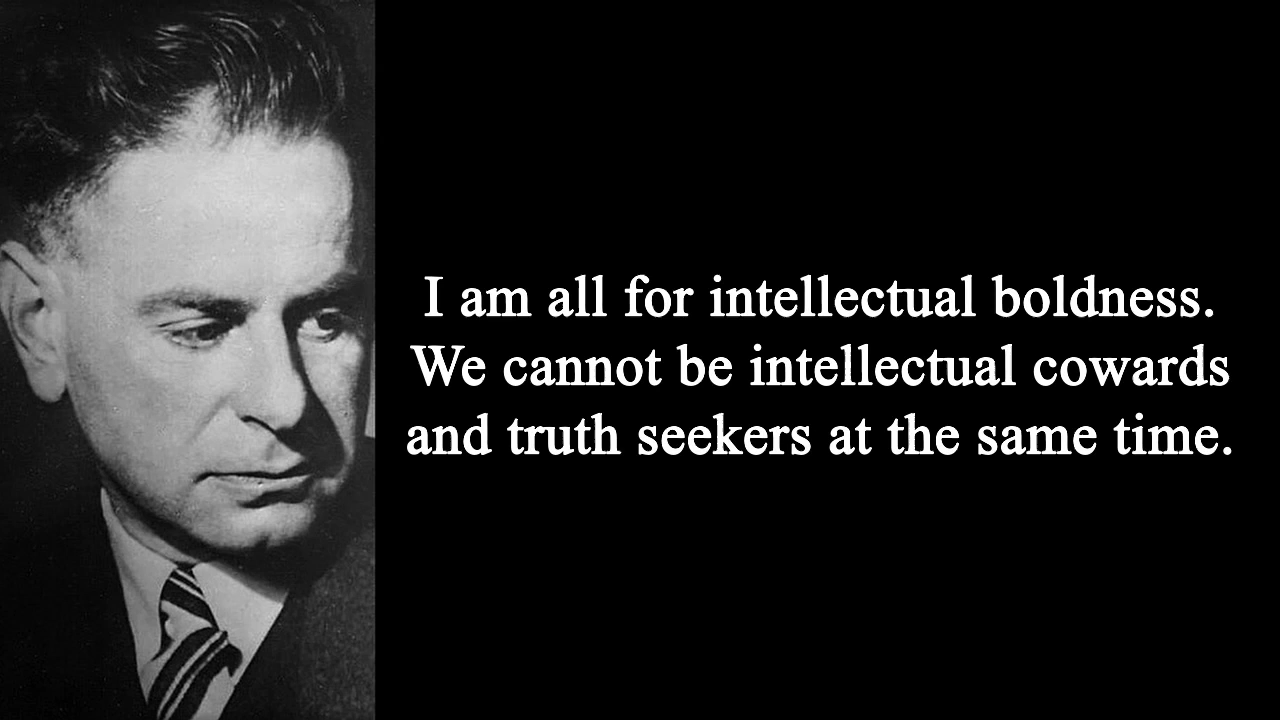 I am all for intellectual boldness.
We cannot be intellectual cowards
and truth seekers at the same time.